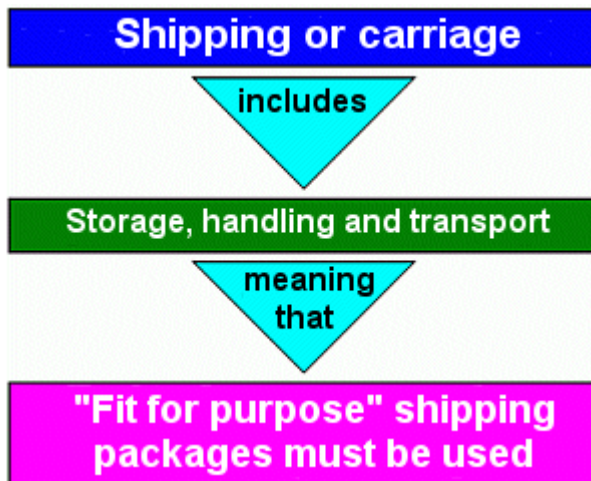 Shipping or carriage
includes
Storage, handling and transport
meaning
that
"Fit for purpose" shipping
packages must be used